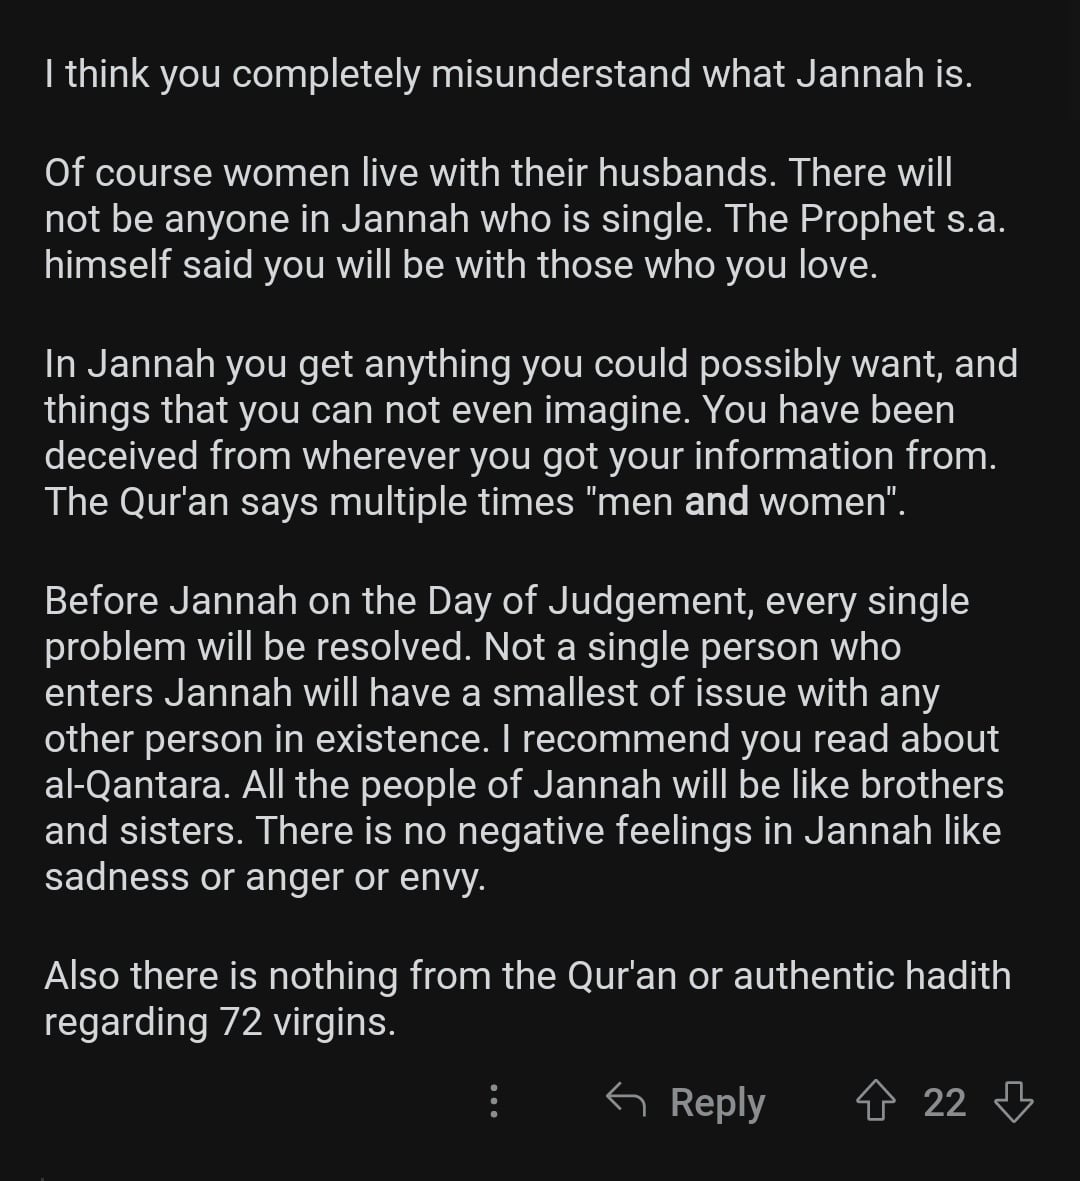 I think you completely misunderstand what Jannah is.
Of course women live with their husbands. There will
not be anyone in Jannah who is single. The Prophet s.a.
himself said you will be with those who you love.
In Jannah you get anything you could possibly want, and
things that you can not even imagine. You have been
deceived from wherever you got your information from.
The Qur'an says multiple times "men and women".
Before Jannah on the Day of Judgement, every single
problem will be resolved. Not a single person who
enters Jannah will have a smallest of issue with any
other person in existence. I recommend you read about
al-Qantara. All the people of Jannah will be like brothers
and sisters. There is no negative feelings in Jannah like
sadness or anger or envy.
Also there is nothing from the Qur'an or authentic hadith
regarding 72 virgins.
Reply 22